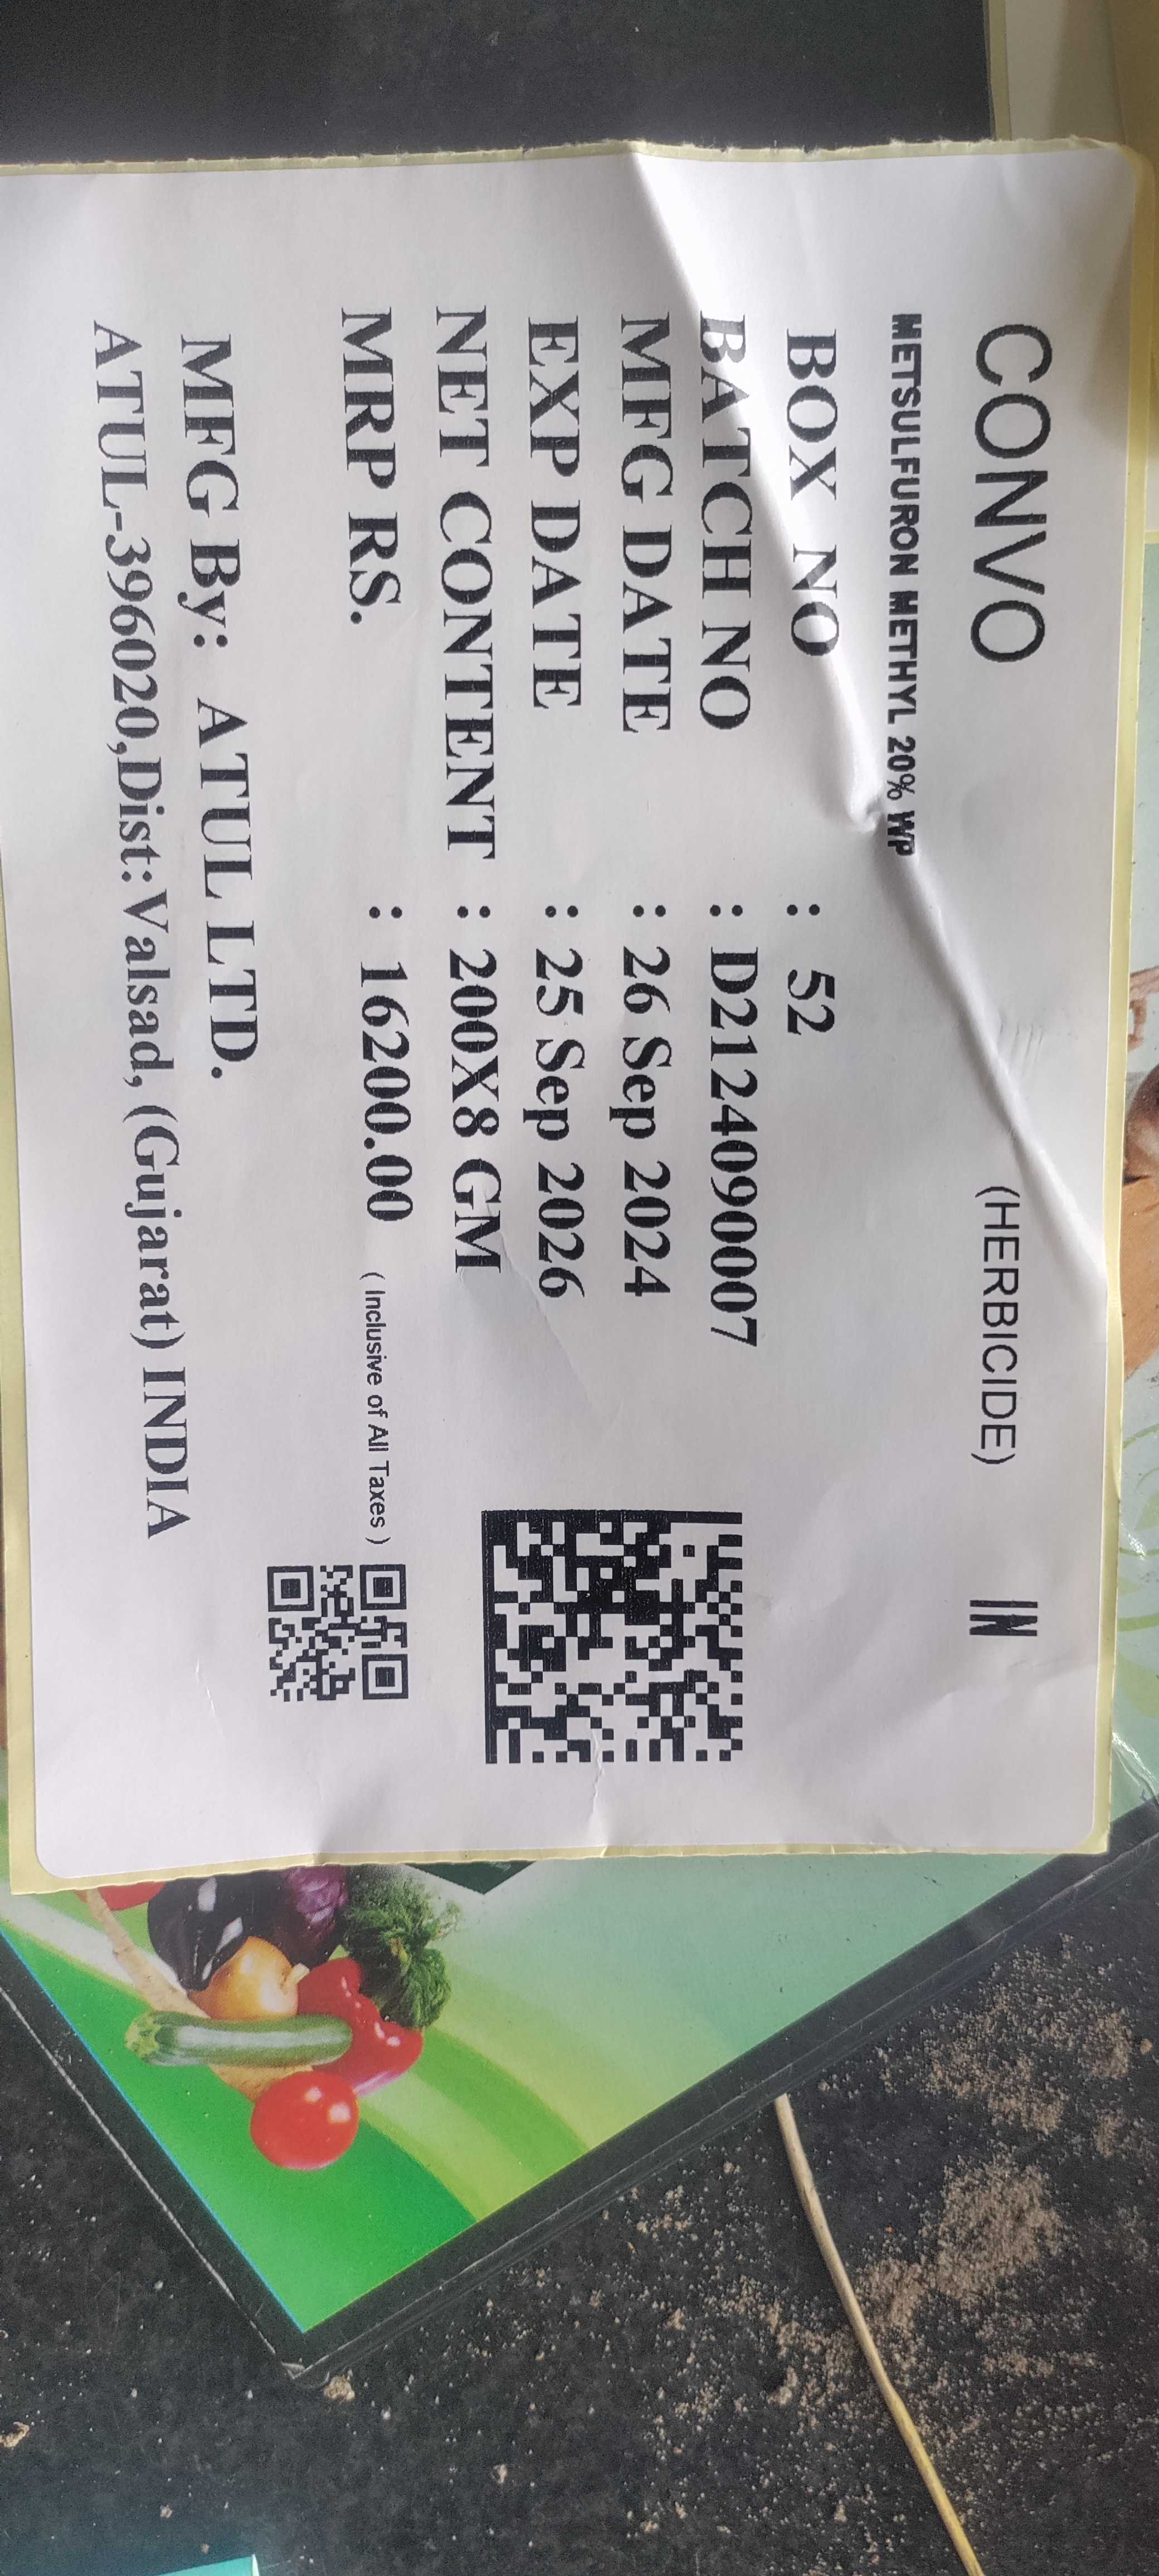 CONVO (HERBICIDE) IN
METSULFURON METHYL 20% WP
BOX NO : 52
BATCH NO : D2124090007
MFG DATE : 26 Sep 2024
EXP DATE : 25 Sep 2026
NET CONTENT : 200X8 GM
MRP RS. : 16200.00 ( Inclusive of All Taxes )
MFG By: ATUL LTD.
ATUL-396020,Dist:Valsad, (Gujarat) INDIA